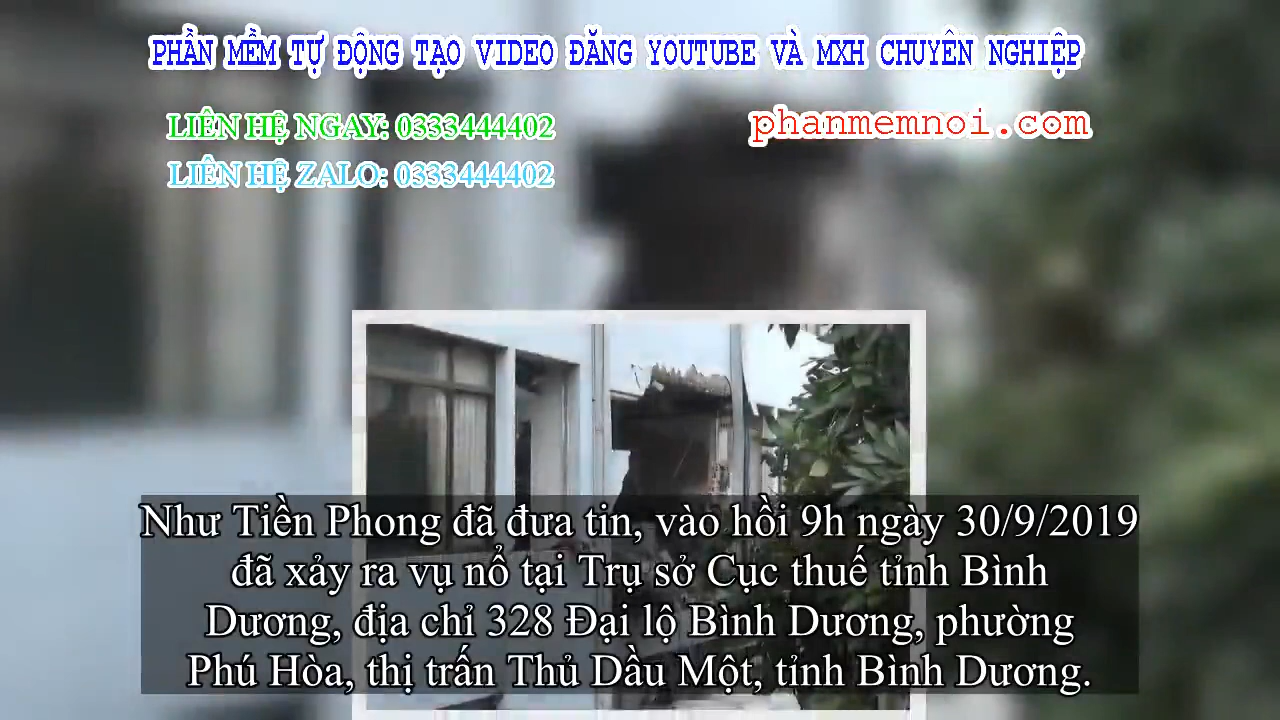 PHẦN MỀM TỰ ĐỘNG TẠO VIDEO ĐĂNG YOUTUBE VÀ MXH CHUYÊN NGHIỆP
LIÊN HỆ NGAY: 0333444402
phanmemnoi.com
LIÊN HỆ ZALO: 0333444402
Như Tiền Phong đã đưa tin, vào hồi 9h ngày 30/9/2019
đã xảy ra vụ nổ tại Trụ sở Cục thuế tỉnh Bình
Dương, địa chỉ 328 Đại lộ Bình Dương, phường
Phú Hòa, thị trấn Thủ Dầu Một, tỉnh Bình Dương.